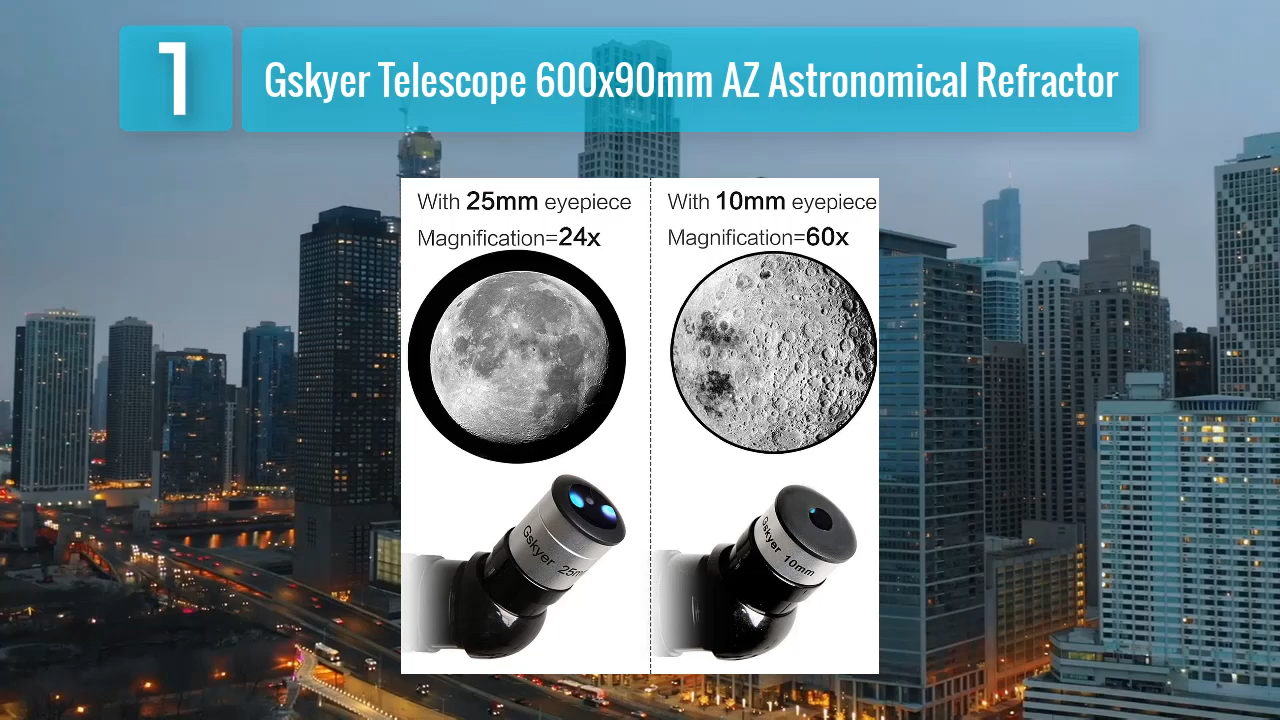 1
Gskyer Telescope 600x90mm AZ Astronomical Refractor
With 25mm eyepiece
Magnification=24x
With 10mm eyepiece
Magnification=60x
Gskyer 25mm
Gskyer 10mm